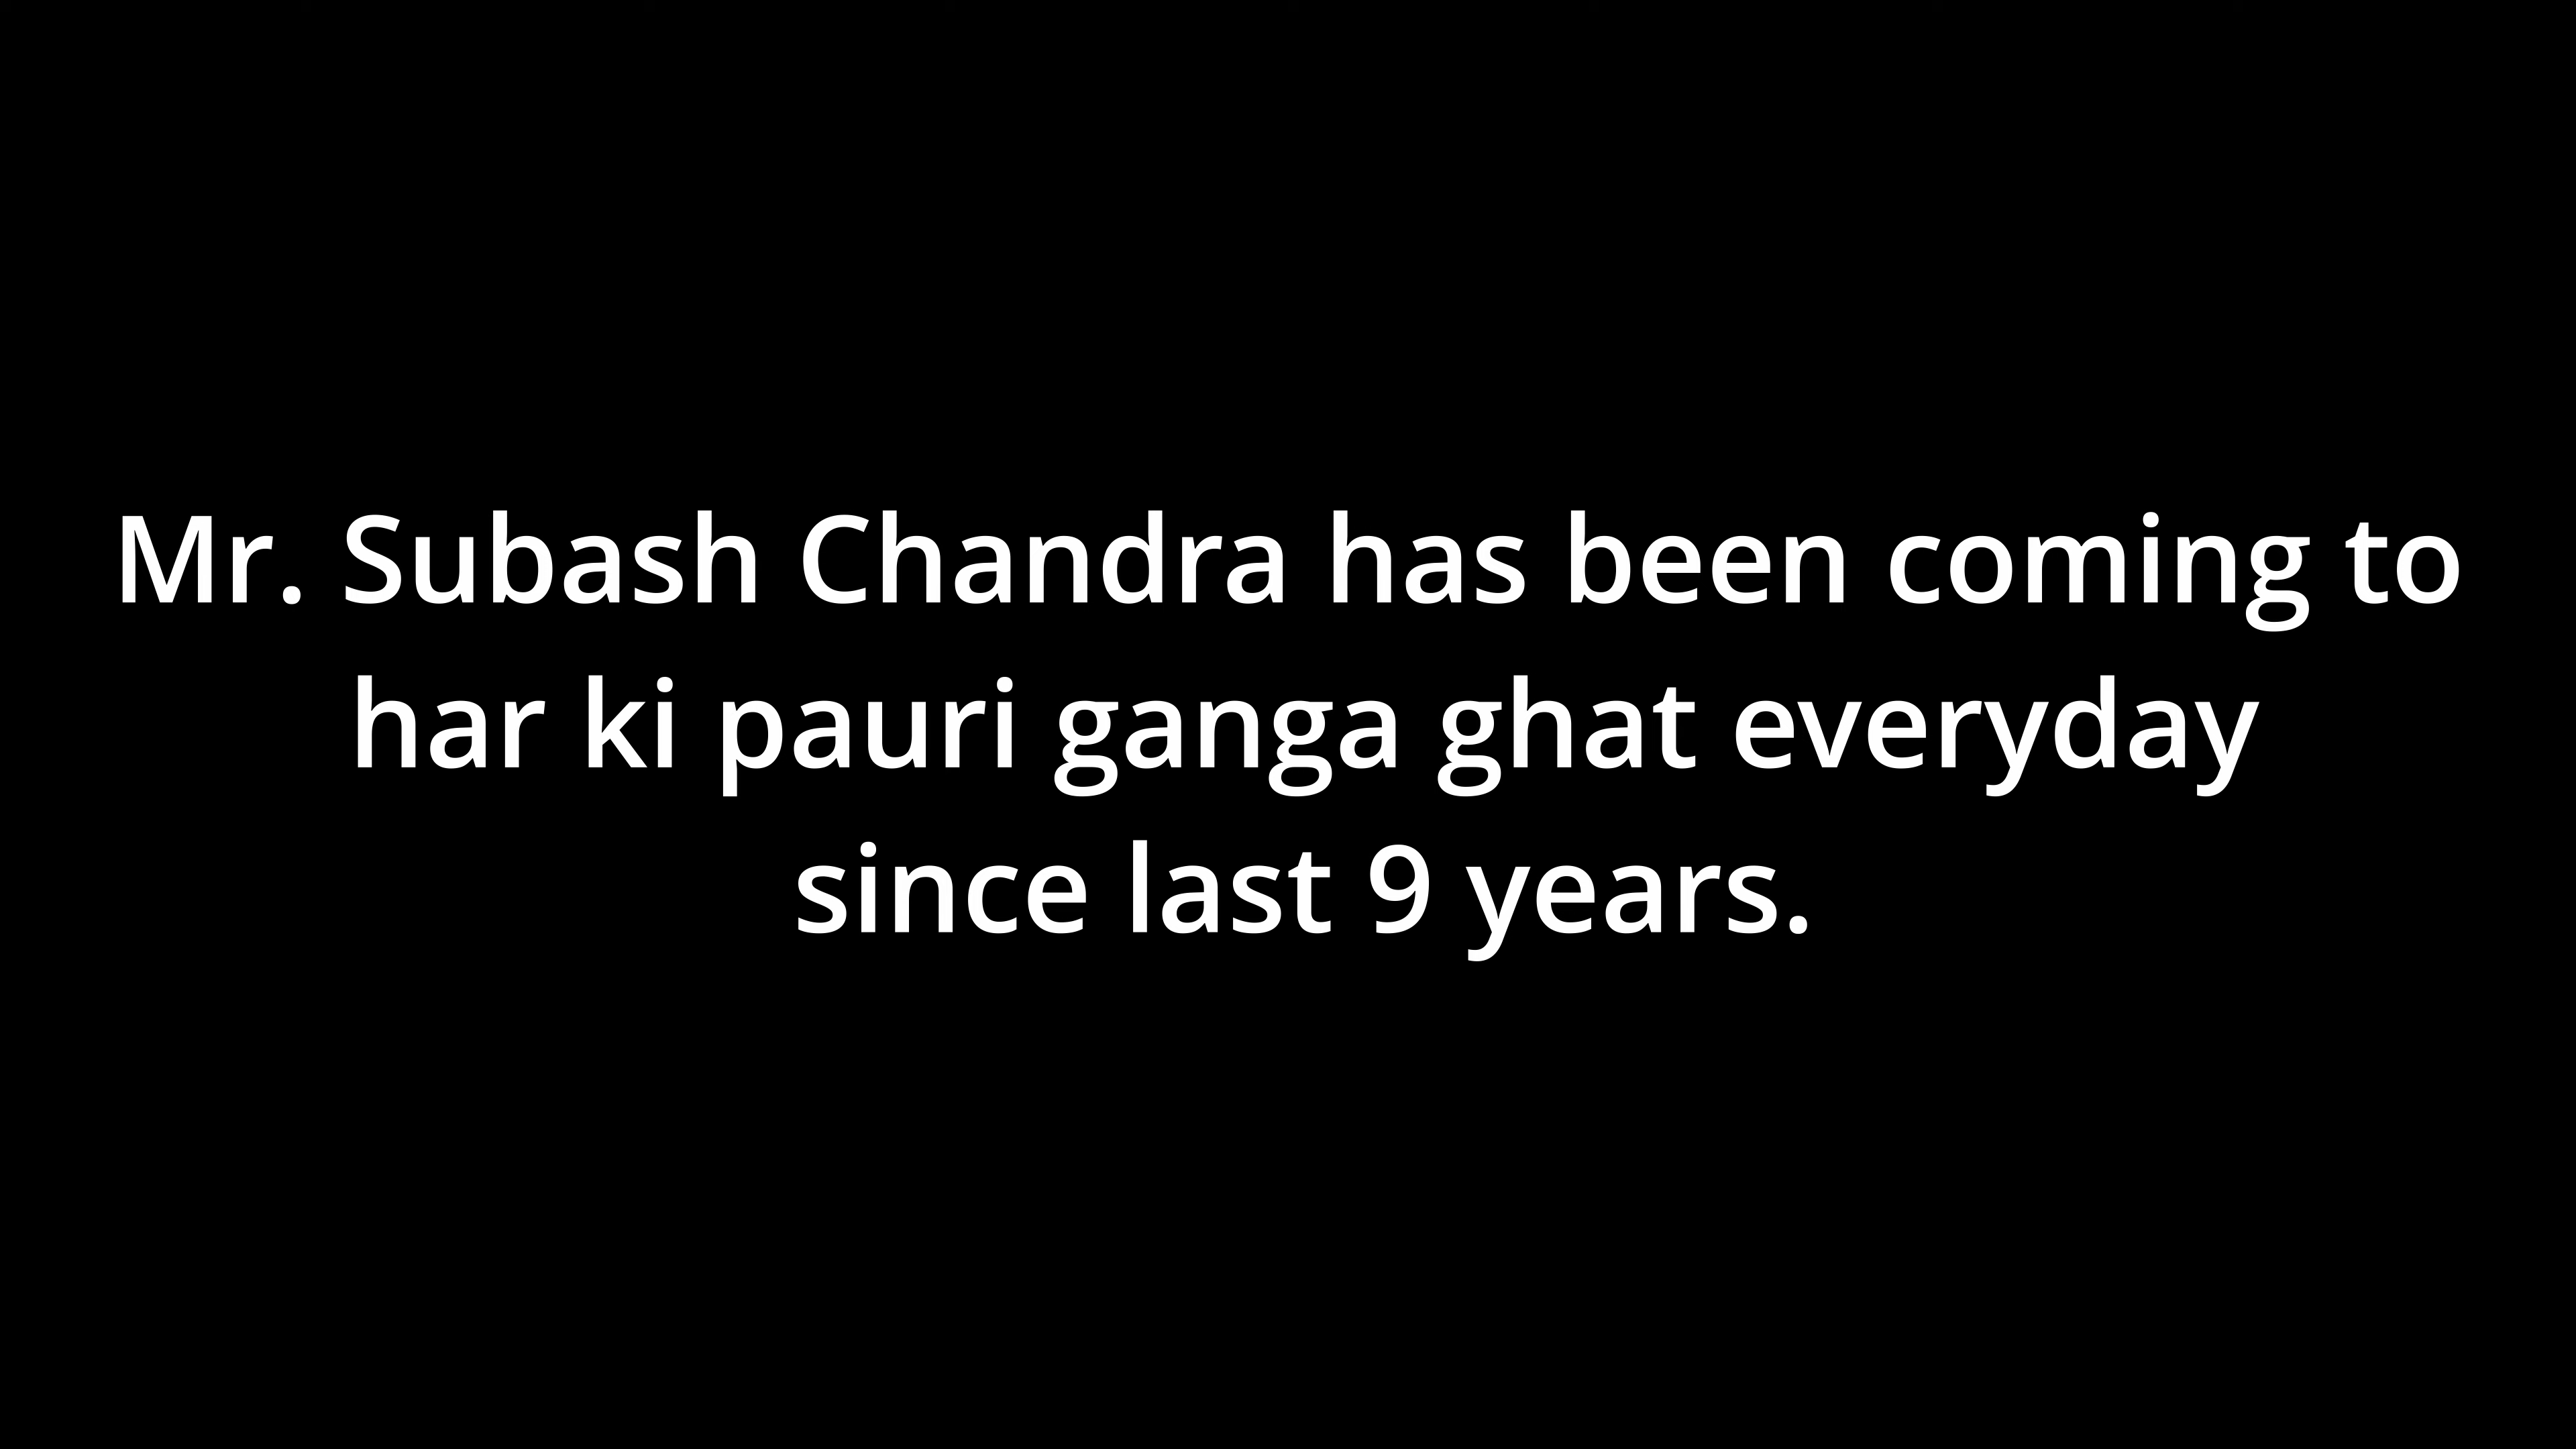 Mr. Subash Chandra has been coming to
har ki pauri ganga ghat everyday
since last 9 years.